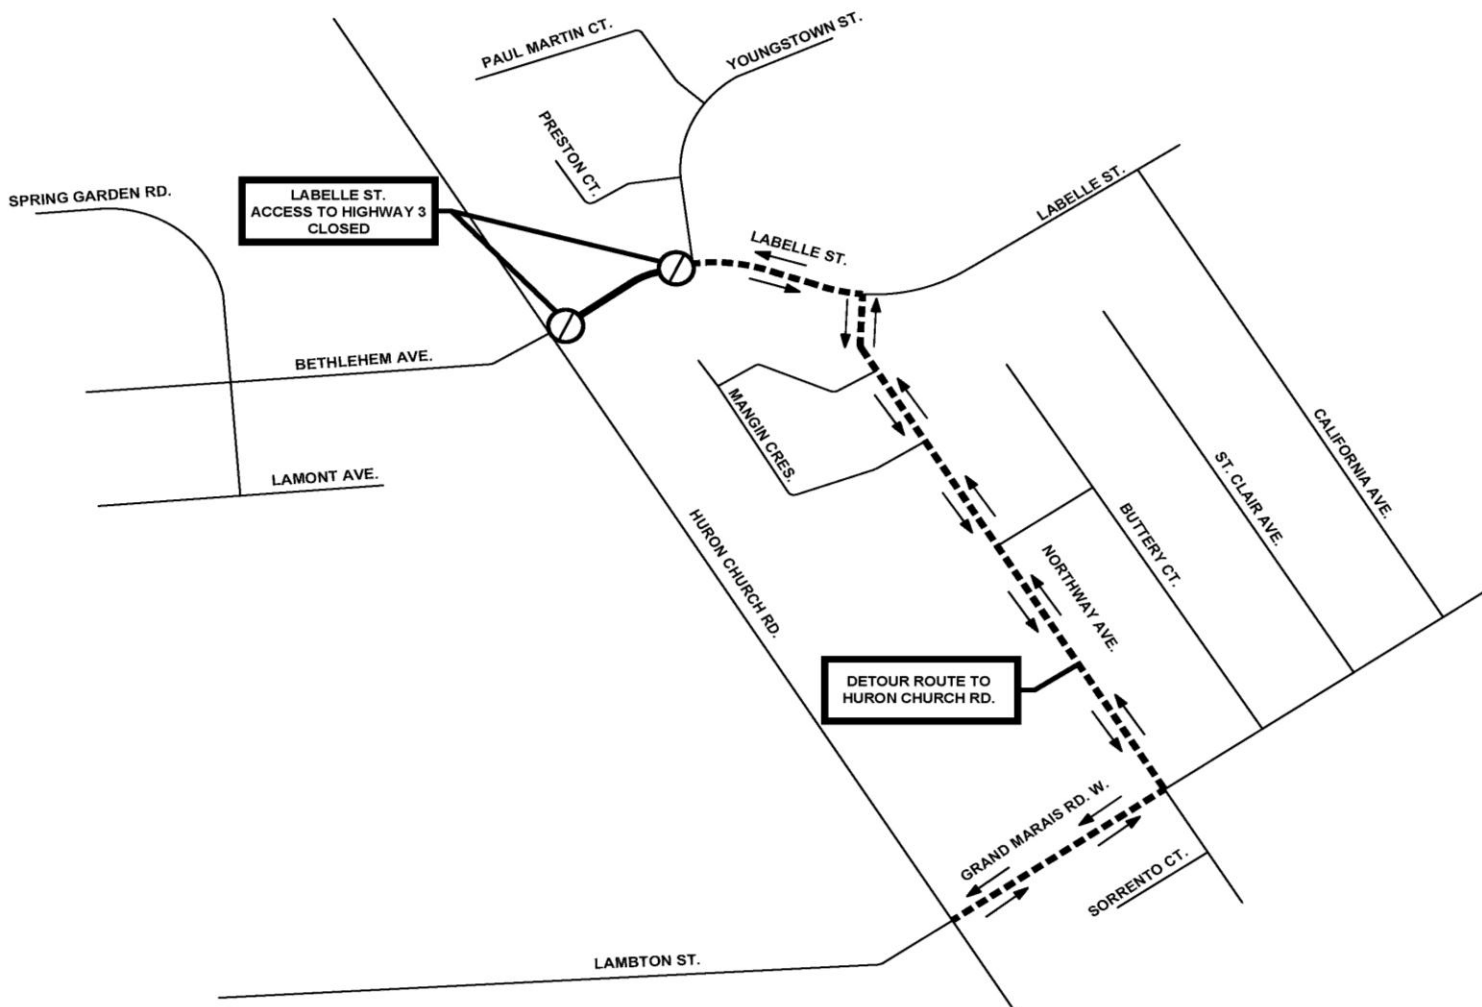 PAUL MARTIN CT.
YOUNGSTOWN ST.
PRESTON CT.
SPRING GARDEN RD.
LABELLE ST.
ACCESS TO HIGHWAY 3
CLOSED
LABELLE ST.
LABELLE ST.
BETHLEHEM AVE.
MANGIN CRES.
LAMONT AVE.
HURON CHURCH RD.
CALIFORNIA AVE.
ST. CLAIR AVE.
BUTTERY CT.
NORTHWAY AVE.
DETOUR ROUTE TO
HURON CHURCH RD.
GRAND MARAIS RD. W.
SORRENTO CT.
LAMBTON ST.